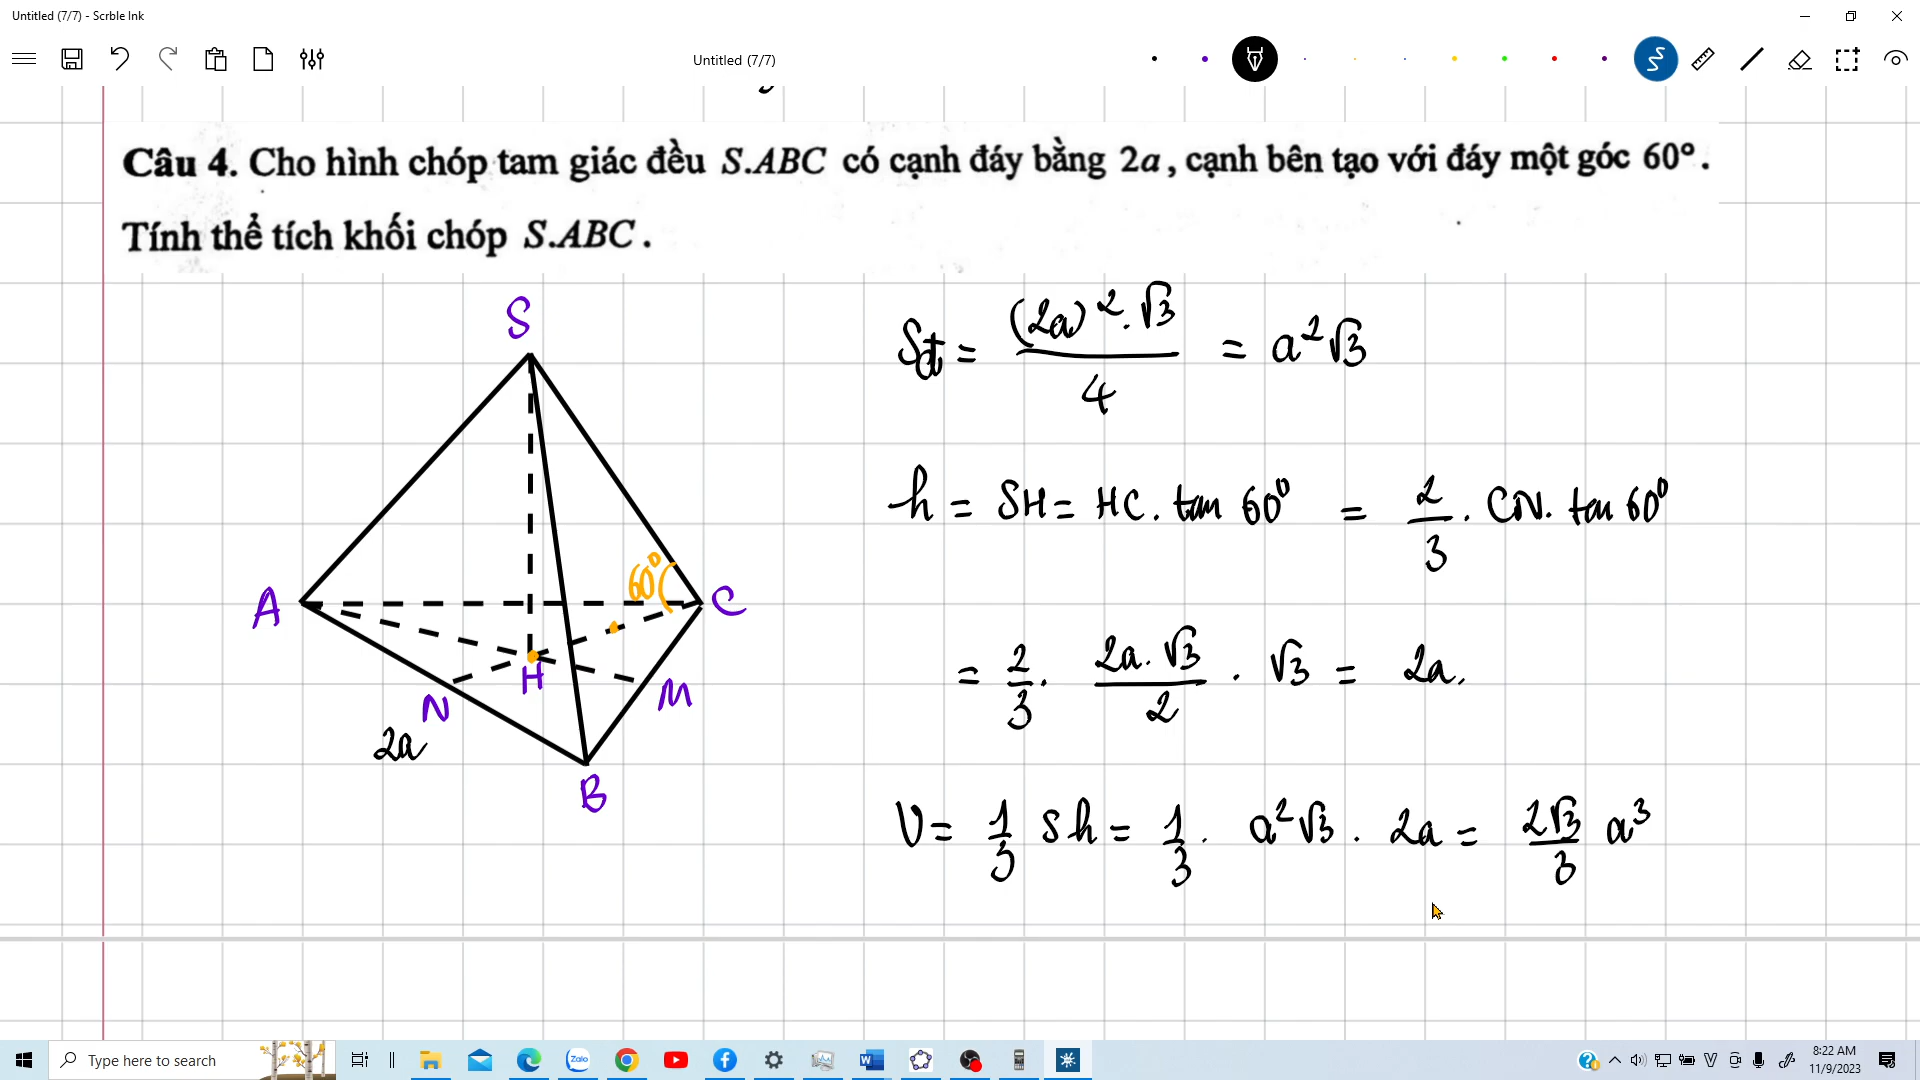 Untitled (7/7) - Scrble Ink
Untitled (7/7)
Câu 4. Cho hình chóp tam giác đều S.ABC có cạnh đáy bằng 2a, cạnh bên tạo với đáy một góc 60°.
Tính thể tích khối chóp S.ABC.
S
A
60°
C
H
N
M
2a
B
Sđ = (2a)²·√3 / 4 = a²√3
h = SH = HC. tan 60° = 2/3 . CN. tan 60°
= 2/3 . 2a.√3 / 2 . √3 = 2a.
V = 1/3 Sh = 1/3 . a²√3 . 2a = 2√3/3 a³
Type here to search
Zalo
8:22 AM
11/9/2023